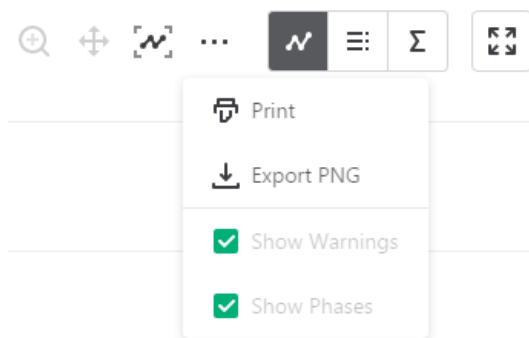 Σ
Print
Export PNG
Show Warnings
Show Phases